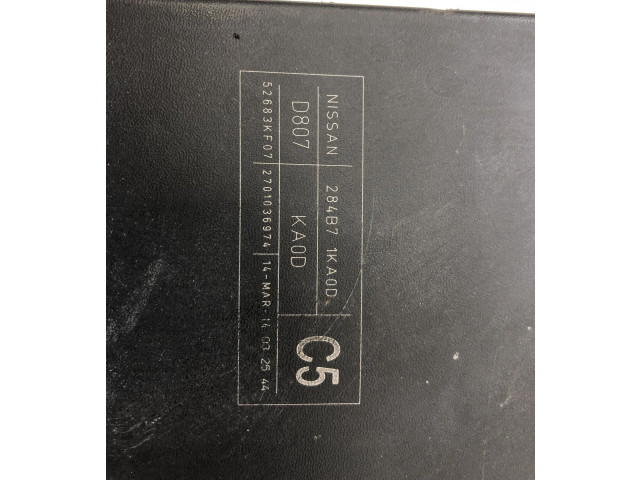 NISSAN 284B7 1KA0D
D807 KA0D
C5
52683KF07 2701036974 14-MAR-14 03 25 44